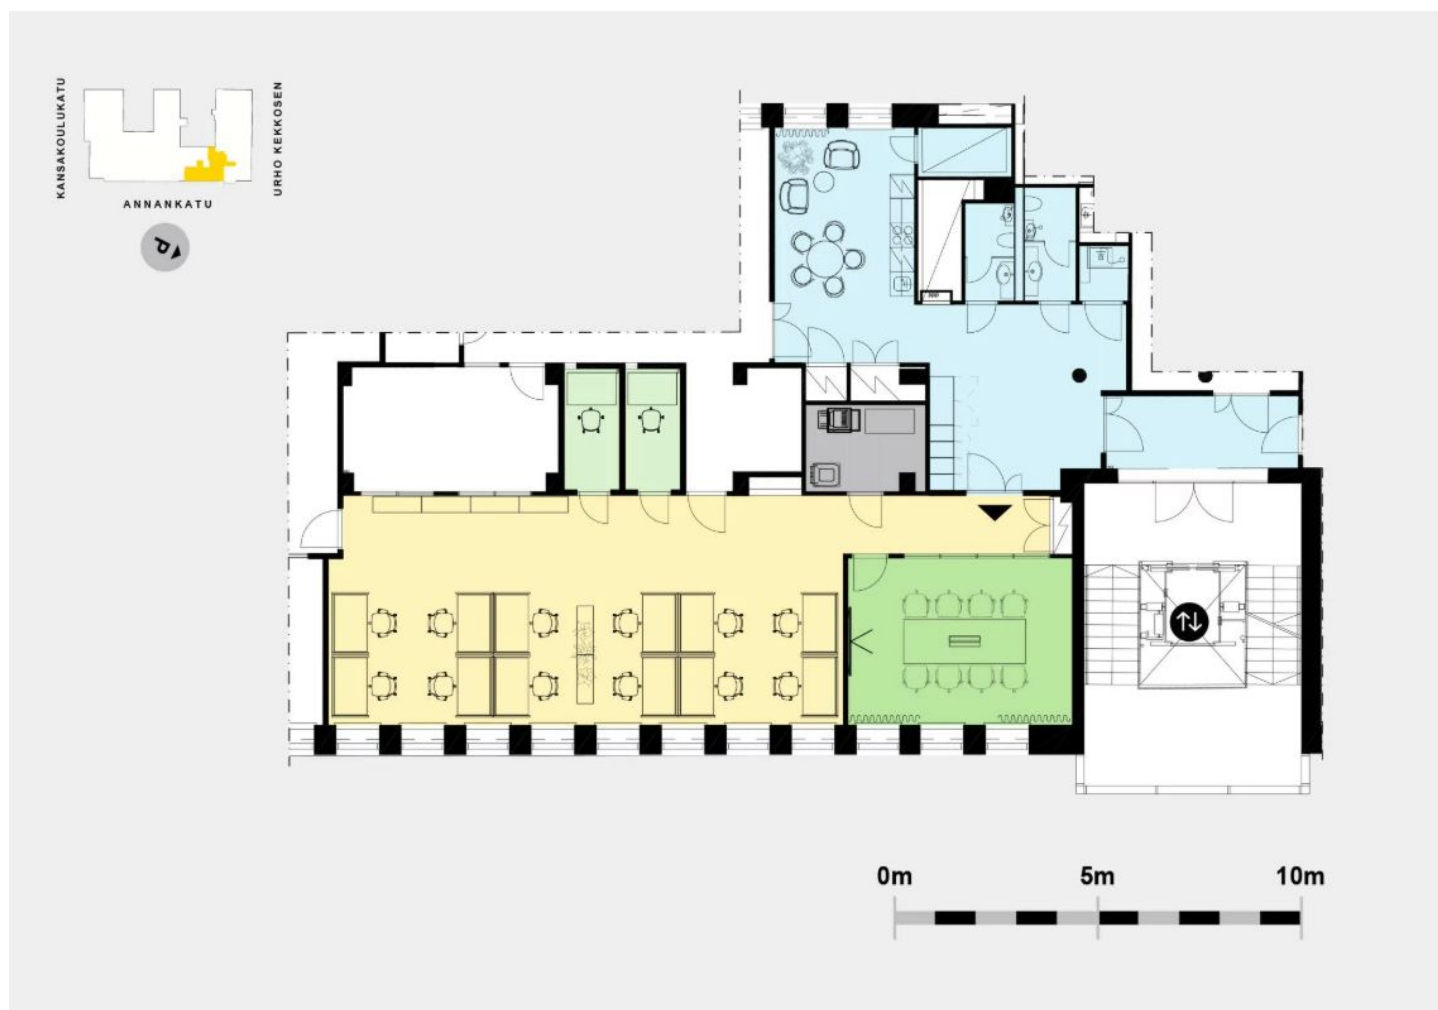 KANSAKOULUKATU
URHO KEKKOSEN
ANNANKATU
P
0m 5m 10m